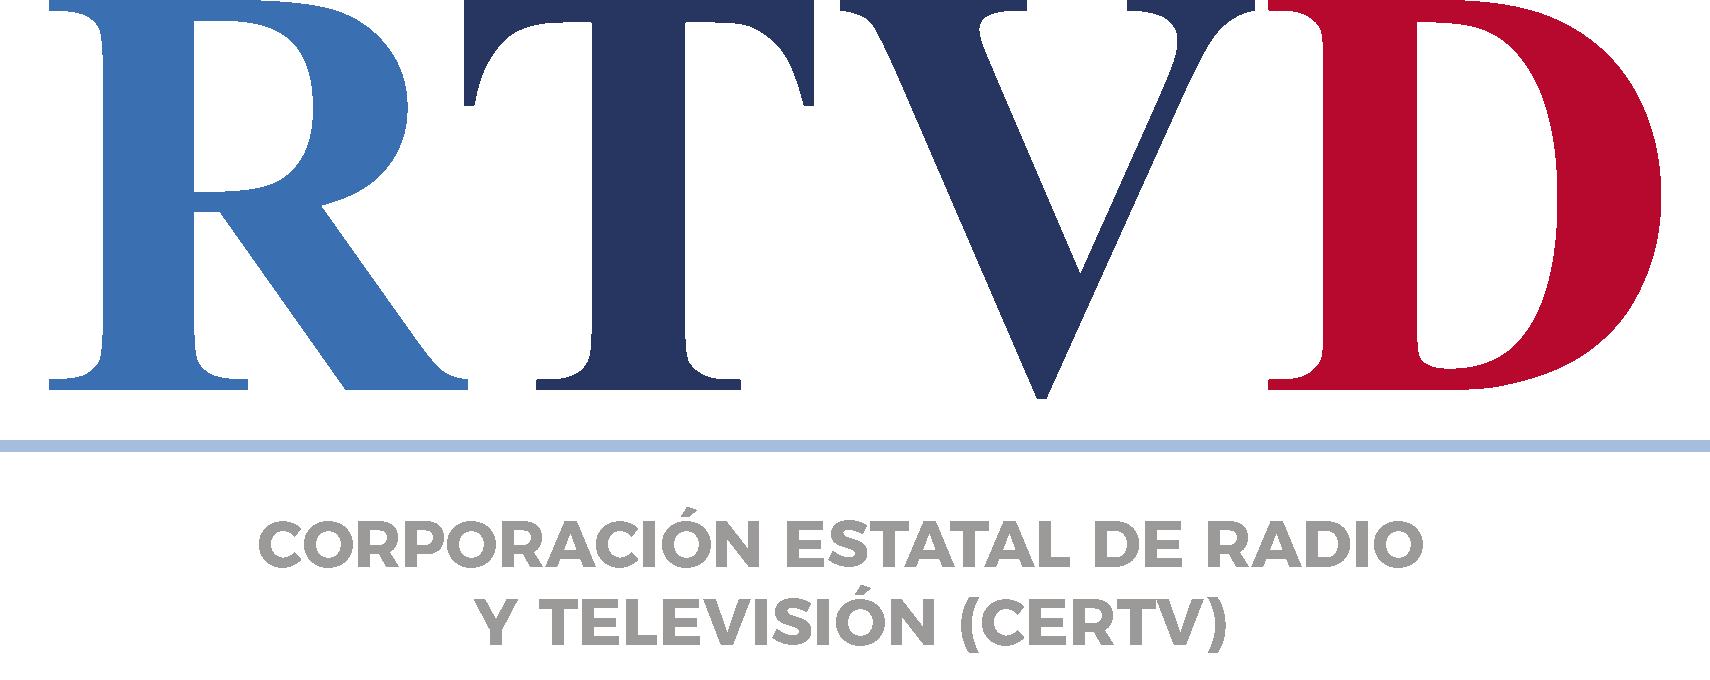 RTVD
CORPORACIÓN ESTATAL DE RADIO
Y TELEVISIÓN (CERTV)